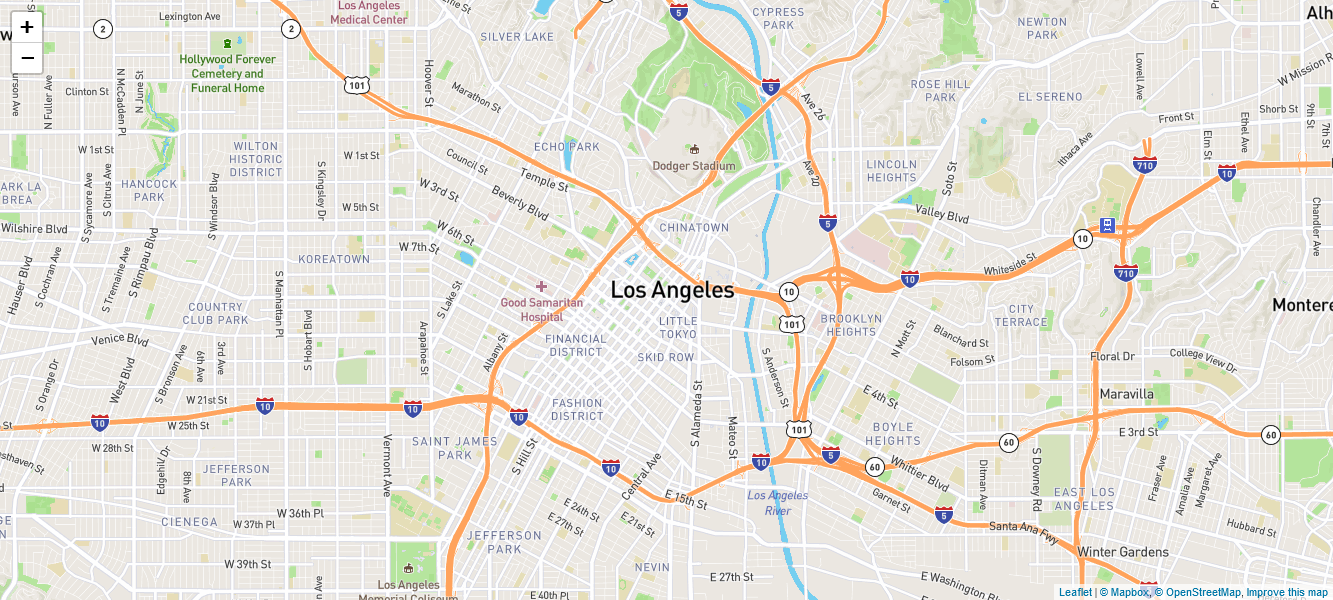 +
−
Lexington Ave
Los Angeles
Medical Center
SILVER LAKE
5
CYPRESS
PARK
NEWTON
PARK
Alh
2
2
Hollywood Forever
Cemetery and
Funeral Home
101
Hoover St
5
Lowell Ave
W Mission R
Clinton St
N Fuller Ave
N McCadden Pl
N June St
Marathon St
Ave 26
ROSE HILL
PARK
EL SERENO
Shorb St
9th St
7th St
Front St
Elm St
Ethel Ave
Ithaca Ave
W 1st St
WILTON
HISTORIC
DISTRICT
W 1st St
Council St
ECHO PARK
Dodger Stadium
Ave 20
LINCOLN
HEIGHTS
Soto St
710
10
HANCOCK
PARK
S Citrus Ave
S Sycamore Ave
S Windsor Blvd
S Kingsley Dr
W 3rd St
Temple St
Beverly Blvd
W 5th St
ARK LA
BREA
Wilshire Blvd
W 6th St
W 7th St
CHINATOWN
5
Valley Blvd
10
Chandler Ave
KOREATOWN
S Rimpau Blvd
S Tremaine Ave
S Cochran Ave
Hauser Blvd
S Manhattan Pl
S Lake St
Good Samaritan
Hospital
Los Angeles
10
10
Whiteside St
710
COUNTRY
CLUB PARK
S Hobart Blvd
Arapahoe St
Albany St
FINANCIAL
DISTRICT
LITTLE
TOKYO
SKID ROW
101
BROOKLYN
HEIGHTS
N Mott St
Blanchard St
Folsom St
CITY
TERRACE
Montere
Venice Blvd
6th Ave
3rd Ave
S Bronson Ave
West Blvd
S Orange Dr
S Anderson St
Floral Dr
College View Dr
W 21st St
10
10
10
W 25th St
FASHION
DISTRICT
10
S Alameda St
Mateo St
E 4th St
Maravilla
101
BOYLE
HEIGHTS
60
E 3rd St
60
W 28th St
Vermont Ave
SAINT JAMES
PARK
S Hill St
10
Central Ave
10
5
60
Whittier Blvd
Edgehill Dr
8th Ave
JEFFERSON
PARK
E 15th St
Los Angeles
River
Garnet St
5
Ditman Ave
S Downey Rd
EAST LOS
ANGELES
Fraser Ave
Amalia Ave
Margaret Ave
Hubbard St
CIENEGA
W 36th Pl
W 37th Pl
E 24th St
E 27th St
E 21st St
JEFFERSON
PARK
Santa Ana Fwy
Winter Gardens
W 39th St
Los Angeles
Memorial Coliseum
NEVIN
E 40th Pl
E 27th St
E Washington Blv
Leaflet | © Mapbox, © OpenStreetMap, Improve this map